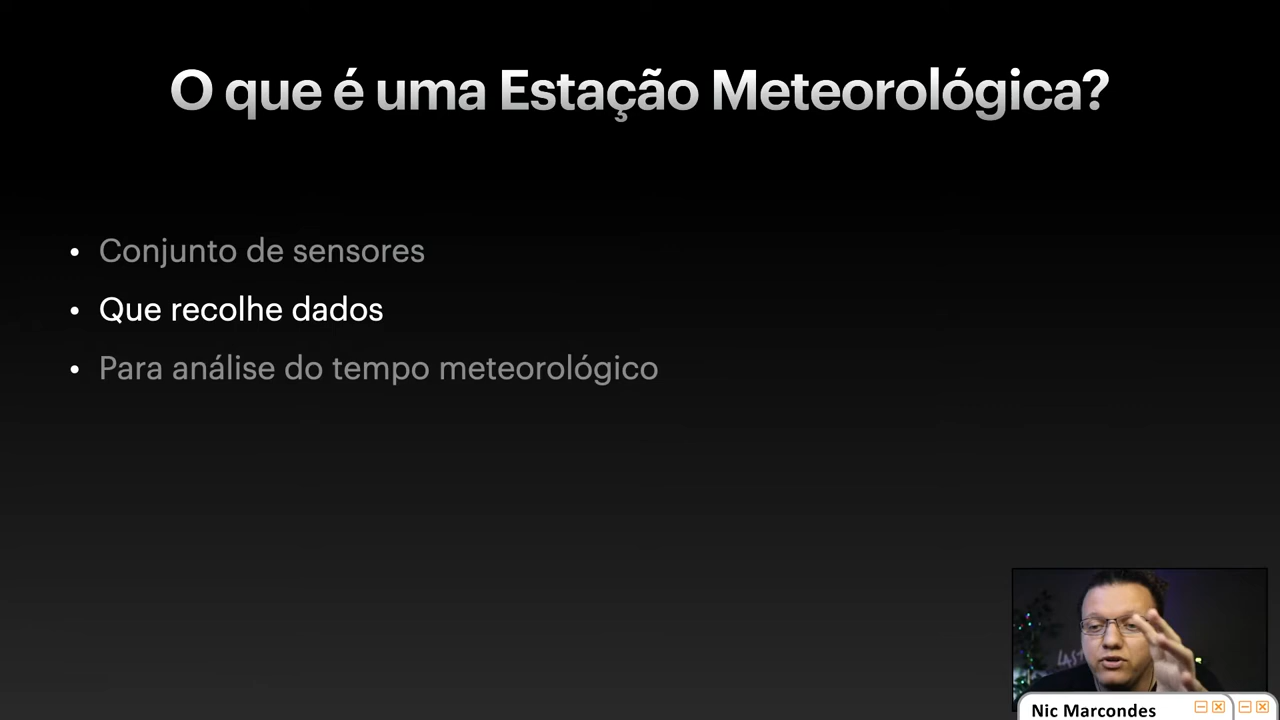 O que é uma Estação Meteorológica?
• Conjunto de sensores
• Que recolhe dados
• Para análise do tempo meteorológico
Nic Marcondes